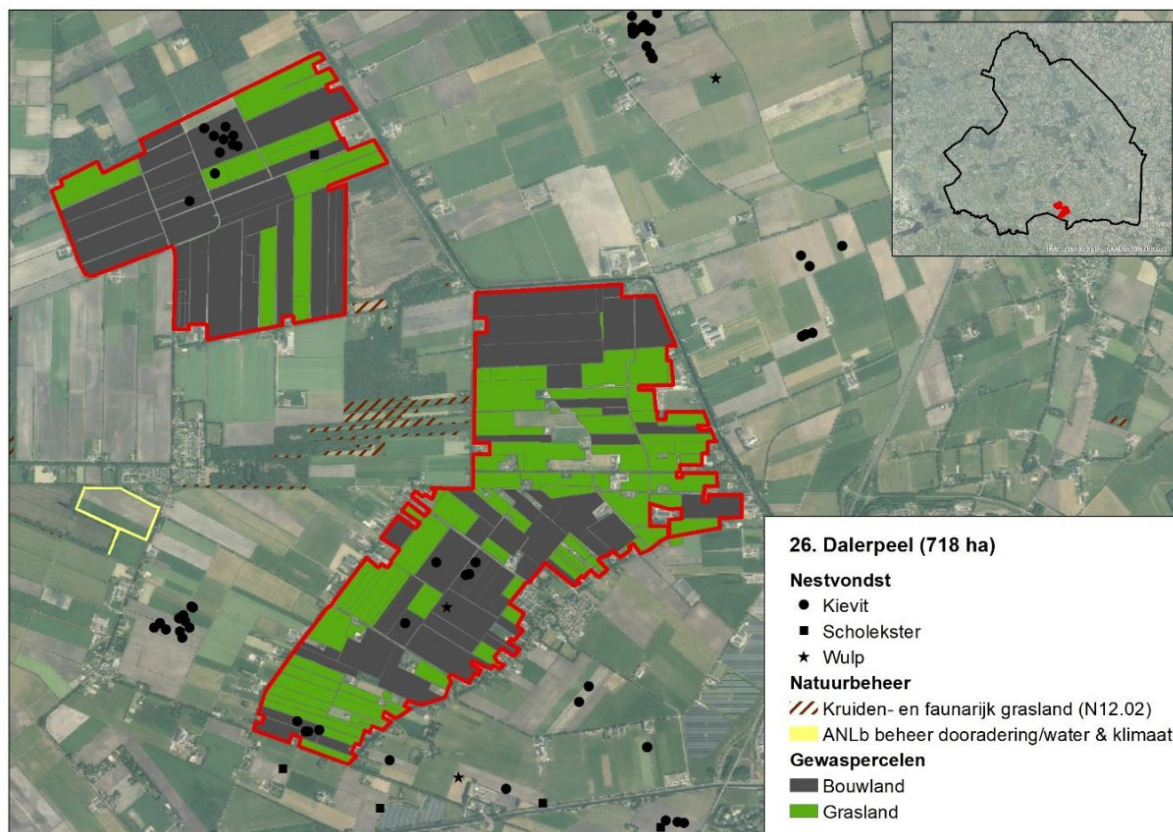 26. Dalerpeel (718 ha)
Nestvondst
Kievit
Scholekster
Wulp
Natuurbeheer
Kruiden- en faunarijk grasland (N12.02)
ANLb beheer dooradering/water & klimaat
Gewaspercelen
Bouwland
Grasland